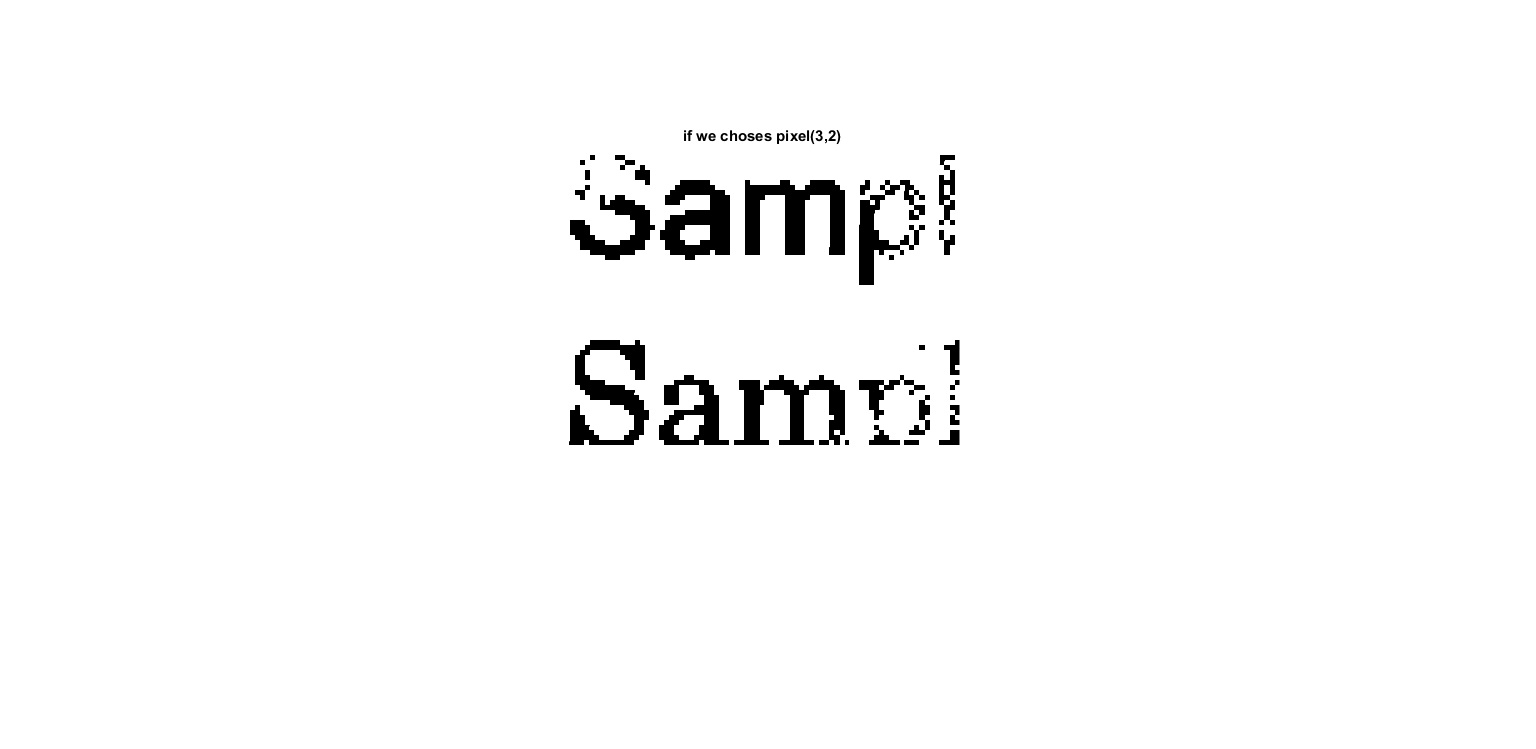 if we choses pixel(3,2)
Sampl
Sampl